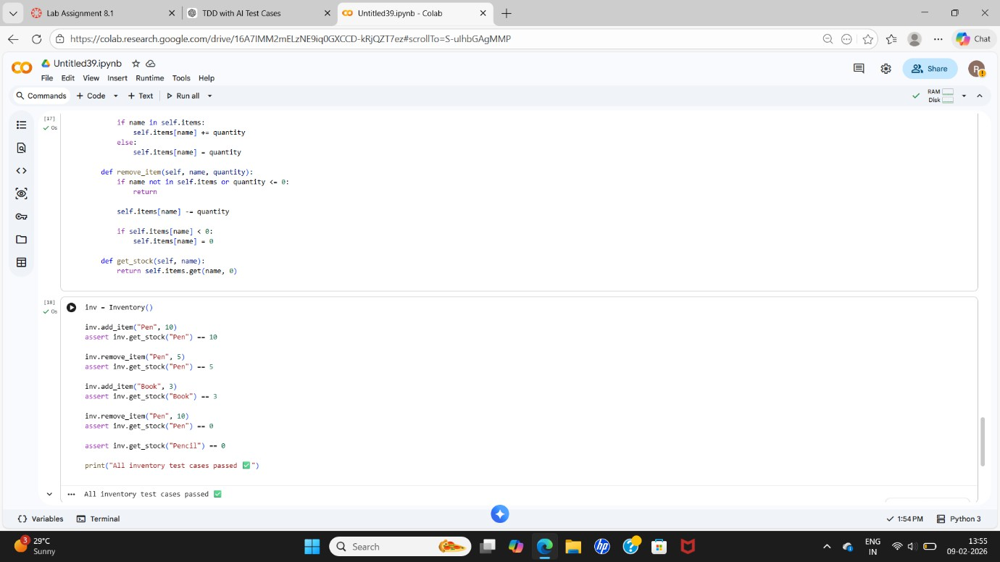 Lab Assignment 8.1
TDD with AI Test Cases
Untitled39.ipynb - Colab
https://colab.research.google.com/drive/16A7IMM2mELzNE9iq0GXCCD-kRjQZT7ez#scrollTo=S-uIhbGAgMMP
Chat
Untitled39.ipynb
File Edit View Insert Runtime Tools Help
Share
R
Commands + Code + Text Run all
RAM
Disk
[17]
0s
if name in self.items:
self.items[name] += quantity
else:
self.items[name] = quantity
def remove_item(self, name, quantity):
if name not in self.items or quantity <= 0:
return
self.items[name] -= quantity
if self.items[name] < 0:
self.items[name] = 0
def get_stock(self, name):
return self.items.get(name, 0)
[18]
0s
inv = Inventory()
inv.add_item("Pen", 10)
assert inv.get_stock("Pen") == 10
inv.remove_item("Pen", 5)
assert inv.get_stock("Pen") == 5
inv.add_item("Book", 3)
assert inv.get_stock("Book") == 3
inv.remove_item("Pen", 10)
assert inv.get_stock("Pen") == 0
assert inv.get_stock("Pencil") == 0
print("All inventory test cases passed ✅")
All inventory test cases passed ✅
Variables Terminal
1:54 PM Python 3
3
29°C
Sunny
Search
hp
ENG
IN
13:55
09-02-2026